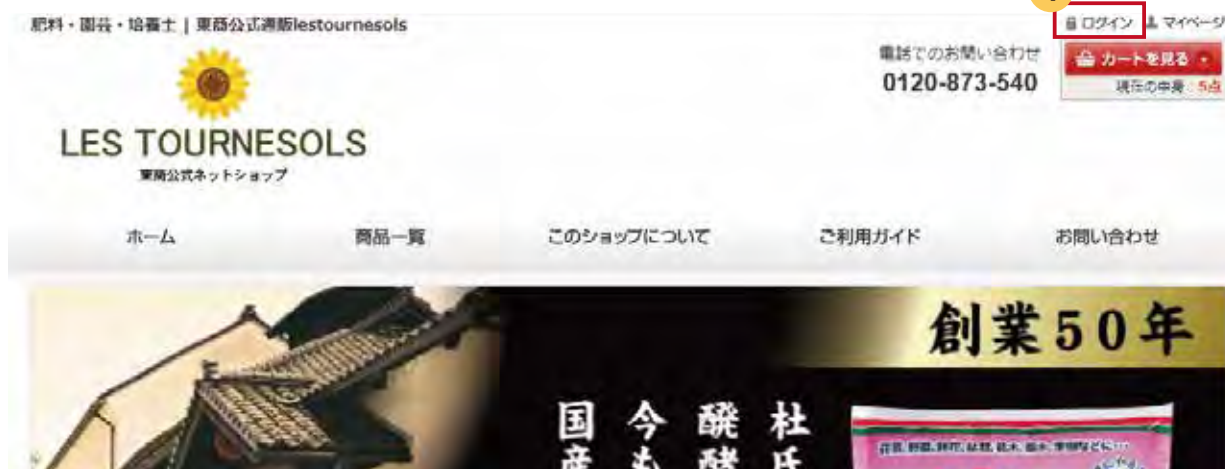 肥料・園芸・培養土 | 東商公式通販lestournesols
ログイン マイページ
電話でのお問い合わせ
0120-873-540
カートを見る
現在の中身：5点
LES TOURNESOLS
東商公式ネットショップ
ホーム 商品一覧 このショップについて ご利用ガイド お問い合わせ
創業50年
杜氏
醗酵
今も
国産